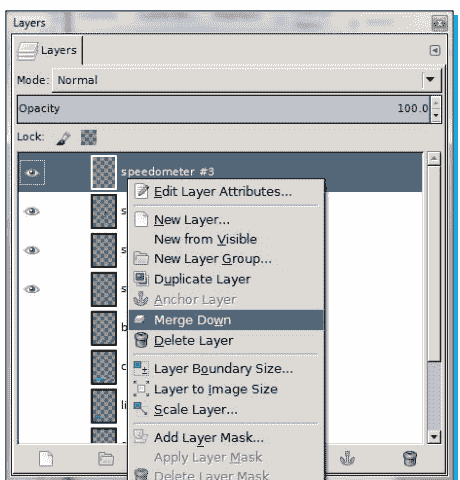 Layers
Layers
Mode: Normal
Opacity 100.0
Lock:
speedometer #3
s
s
s
b
c
li
Edit Layer Attributes...
New Layer...
New from Visible
New Layer Group...
Duplicate Layer
Anchor Layer
Merge Down
Delete Layer
Layer Boundary Size...
Layer to Image Size
Scale Layer...
Add Layer Mask...
Apply Layer Mask
Delete Layer Mask